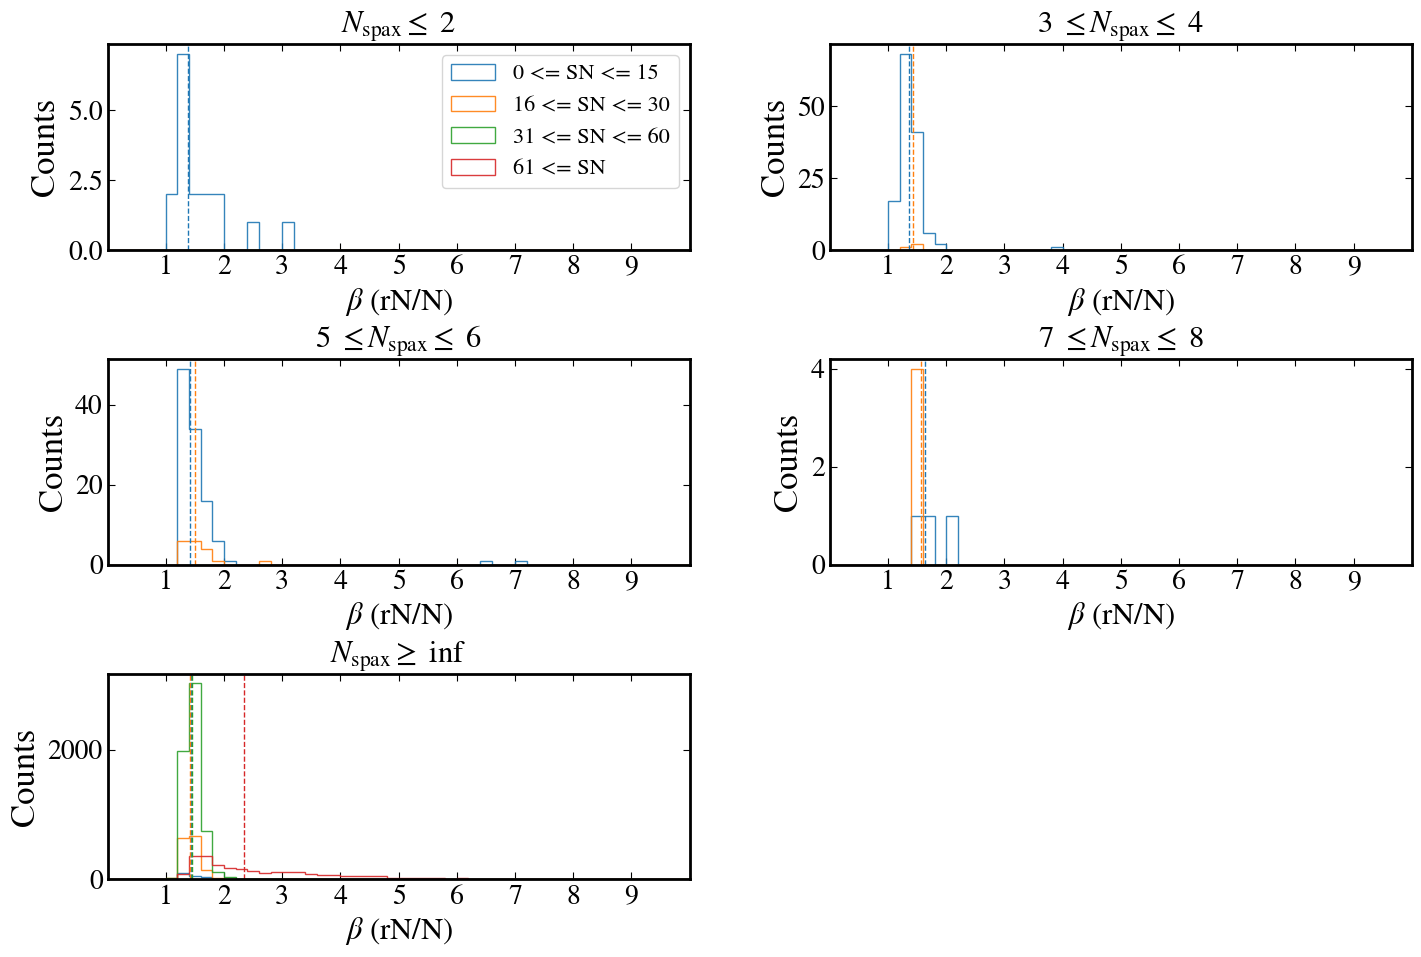 N_spax ≤ 2
5.0
2.5
0.0
Counts
0 <= SN <= 15
16 <= SN <= 30
31 <= SN <= 60
61 <= SN
1 2 3 4 5 6 7 8 9
β (rN/N)
3 ≤N_spax≤ 4
50
25
0
Counts
1 2 3 4 5 6 7 8 9
β (rN/N)
5 ≤N_spax≤ 6
40
20
0
Counts
1 2 3 4 5 6 7 8 9
β (rN/N)
7 ≤N_spax≤ 8
4
2
0
Counts
1 2 3 4 5 6 7 8 9
β (rN/N)
N_spax≥ inf
2000
0
Counts
1 2 3 4 5 6 7 8 9
β (rN/N)